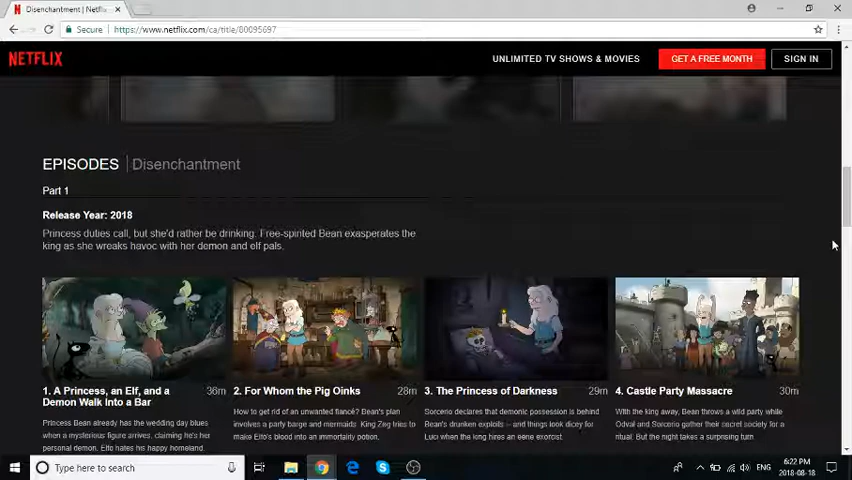 Disenchantment | Netflix
Secure | https://www.netflix.com/ca/title/80095697
NETFLIX
UNLIMITED TV SHOWS & MOVIES
GET A FREE MONTH
SIGN IN
EPISODES | Disenchantment
Part 1
Release Year: 2018
Princess duties call, but she'd rather be drinking. Free-spirited Bean exasperates the
king as she wreaks havoc with her demon and elf pals.
1. A Princess, an Elf, and a
Demon Walk Into a Bar
36m
Princess Bean already has the wedding day blues
when a mysterious figure arrives, claiming he's her
personal demon. Elfo hates his happy homeland.
2. For Whom the Pig Oinks
28m
How to get rid of an unwanted fiancé? Bean's plan
involves a party barge and mermaids. King Zog tries
to make Elfo's blood into an immortality potion.
3. The Princess of Darkness
29m
Sorcerio declares that demonic possession is behind
Bean's drunken exploits -- and things look dicey for
Luci when the king hires an eerie exorcist.
4. Castle Party Massacre
30m
With the king away, Bean throws a wild party while
Odval and Sorcerio gather their secret society for a
ritual. But the night takes a surprising turn
Type here to search
ENG
6:22 PM
2018-08-18